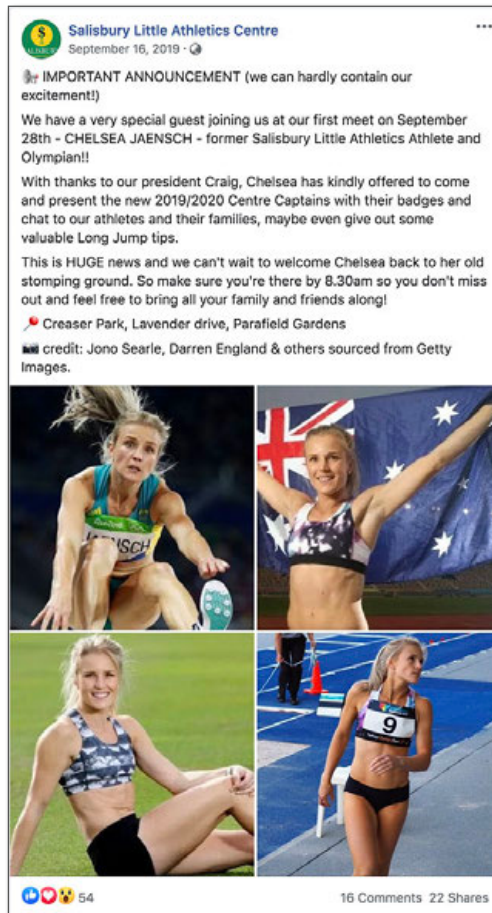 Salisbury Little Athletics Centre
September 16, 2019 ·
IMPORTANT ANNOUNCEMENT (we can hardly contain our
excitement!)
We have a very special guest joining us at our first meet on September
28th - CHELSEA JAENSCH - former Salisbury Little Athletics Athlete and
Olympian!!
With thanks to our president Craig, Chelsea has kindly offered to come
and present the new 2019/2020 Centre Captains with their badges and
chat to our athletes and their families, maybe even give out some
valuable Long Jump tips.
This is HUGE news and we can't wait to welcome Chelsea back to her old
stomping ground. So make sure you're there by 8.30am so you don't miss
out and feel free to bring all your family and friends along!
Creaser Park, Lavender drive, Parafield Gardens
credit: Jono Searle, Darren England & others sourced from Getty
Images.
JAENSCH
9
54
16 Comments 22 Shares